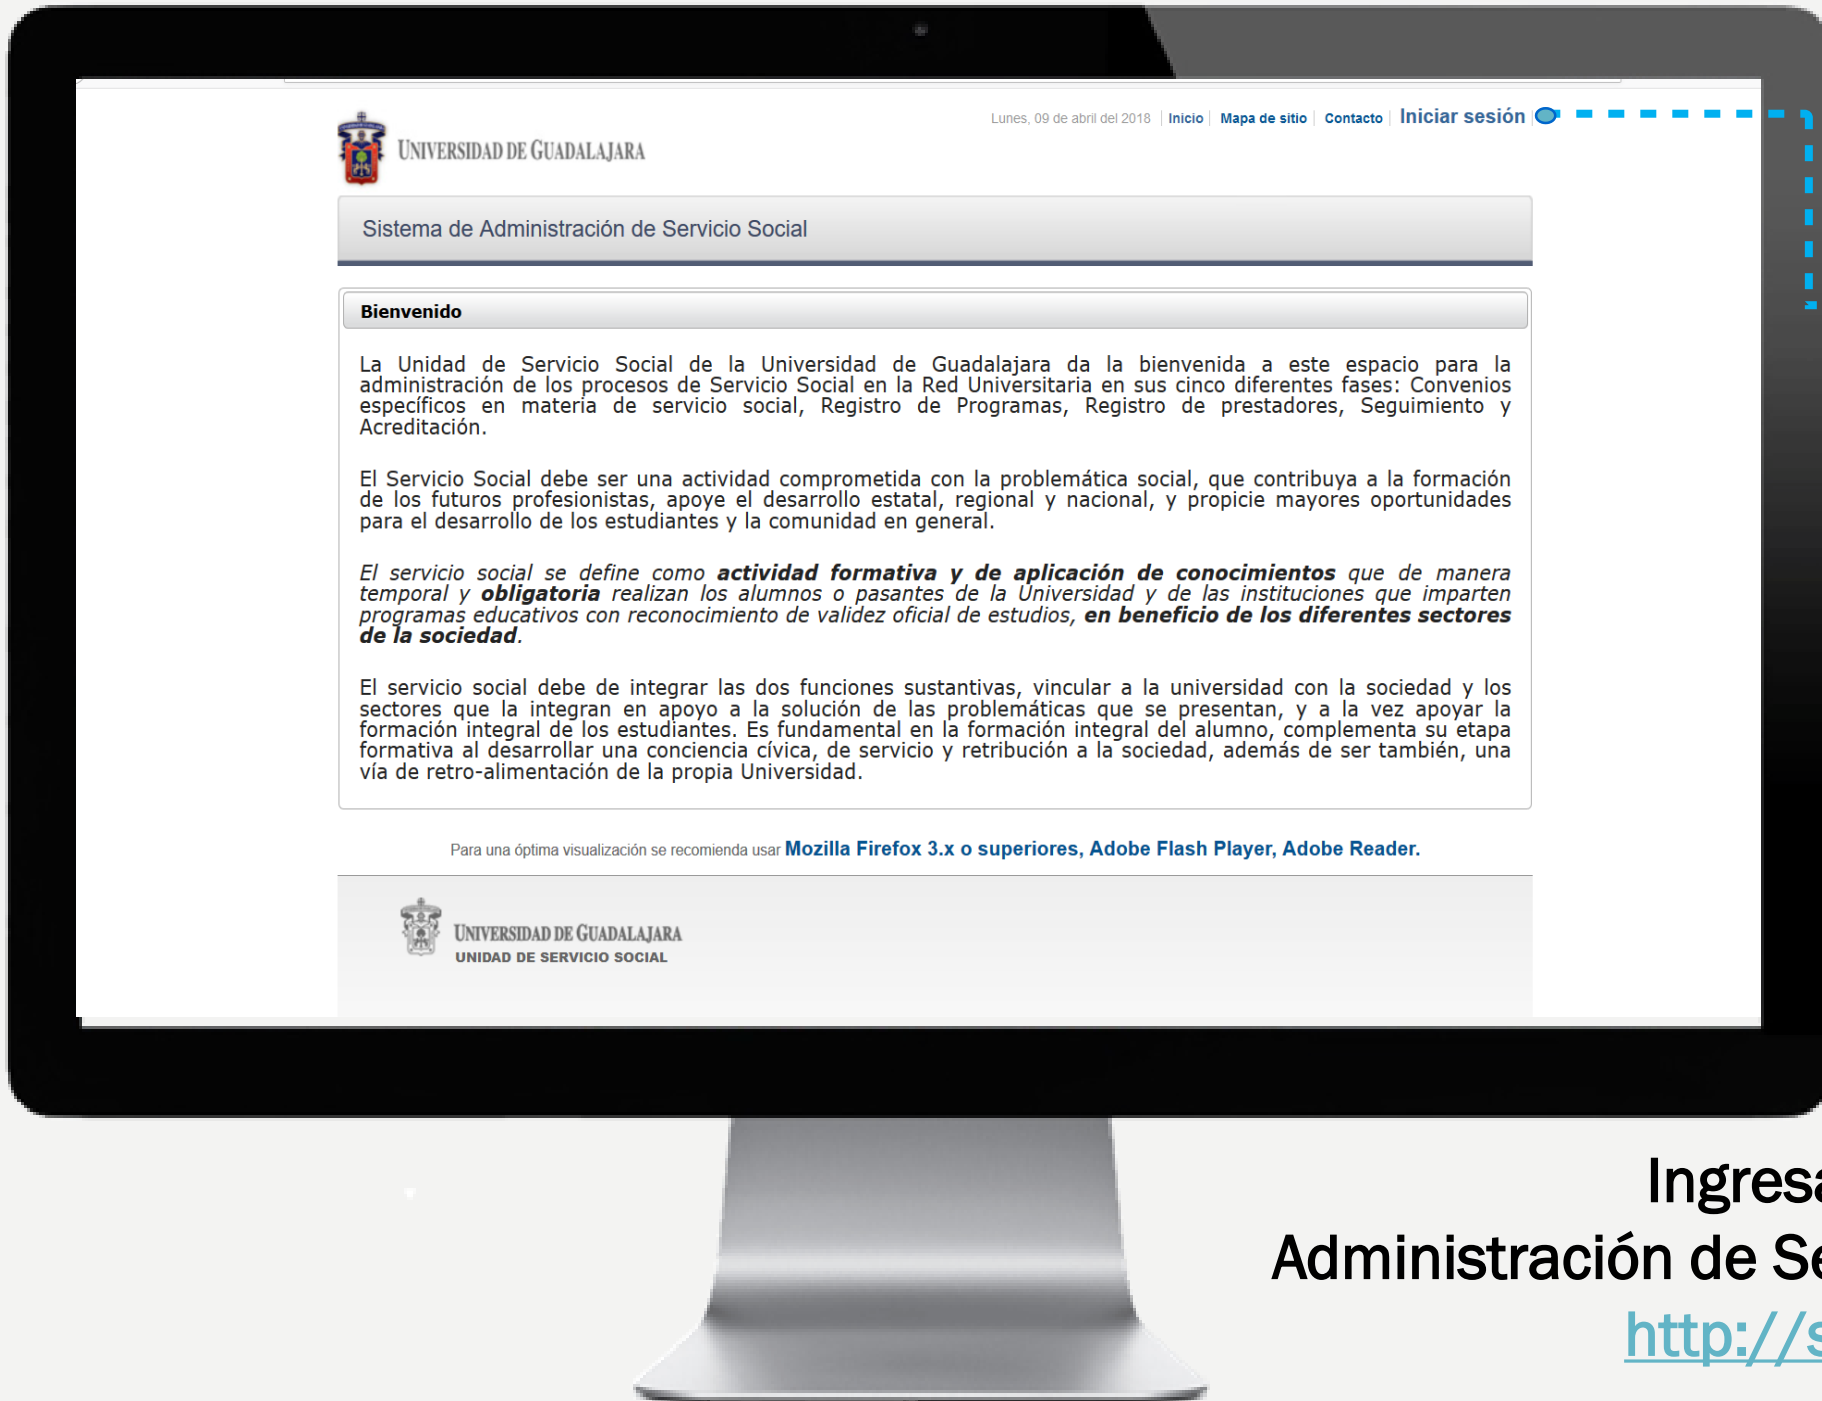 Lunes, 09 de abril del 2018 | Inicio | Mapa de sitio | Contacto | Iniciar sesión
UNIVERSIDAD DE GUADALAJARA
Sistema de Administración de Servicio Social
Bienvenido
La Unidad de Servicio Social de la Universidad de Guadalajara da la bienvenida a este espacio para la
administración de los procesos de Servicio Social en la Red Universitaria en sus cinco diferentes fases: Convenios
específicos en materia de servicio social, Registro de Programas, Registro de prestadores, Seguimiento y
Acreditación.
El Servicio Social debe ser una actividad comprometida con la problemática social, que contribuya a la formación
de los futuros profesionistas, apoye el desarrollo estatal, regional y nacional, y propicie mayores oportunidades
para el desarrollo de los estudiantes y la comunidad en general.
El servicio social se define como actividad formativa y de aplicación de conocimientos que de manera
temporal y obligatoria realizan los alumnos o pasantes de la Universidad y de las instituciones que imparten
programas educativos con reconocimiento de validez oficial de estudios, en beneficio de los diferentes sectores
de la sociedad.
El servicio social debe de integrar las dos funciones sustantivas, vincular a la universidad con la sociedad y los
sectores que la integran en apoyo a la solución de las problemáticas que se presentan, y a la vez apoyar la
formación integral de los estudiantes. Es fundamental en la formación integral del alumno, complementa su etapa
formativa al desarrollar una conciencia cívica, de servicio y retribución a la sociedad, además de ser también, una
vía de retro-alimentación de la propia Universidad.
Para una óptima visualización se recomienda usar Mozilla Firefox 3.x o superiores, Adobe Flash Player, Adobe Reader.
UNIVERSIDAD DE GUADALAJARA
UNIDAD DE SERVICIO SOCIAL
Ingresa
Administración de Se
http://s